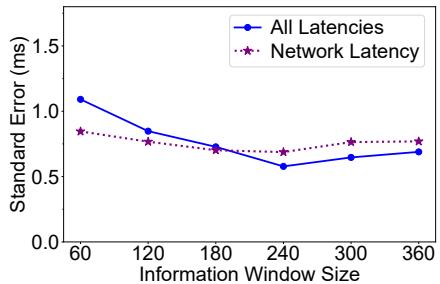 All Latencies
Network Latency
Standard Error (ms)
1.5
1.0
0.5
0.0
60 120 180 240 300 360
Information Window Size